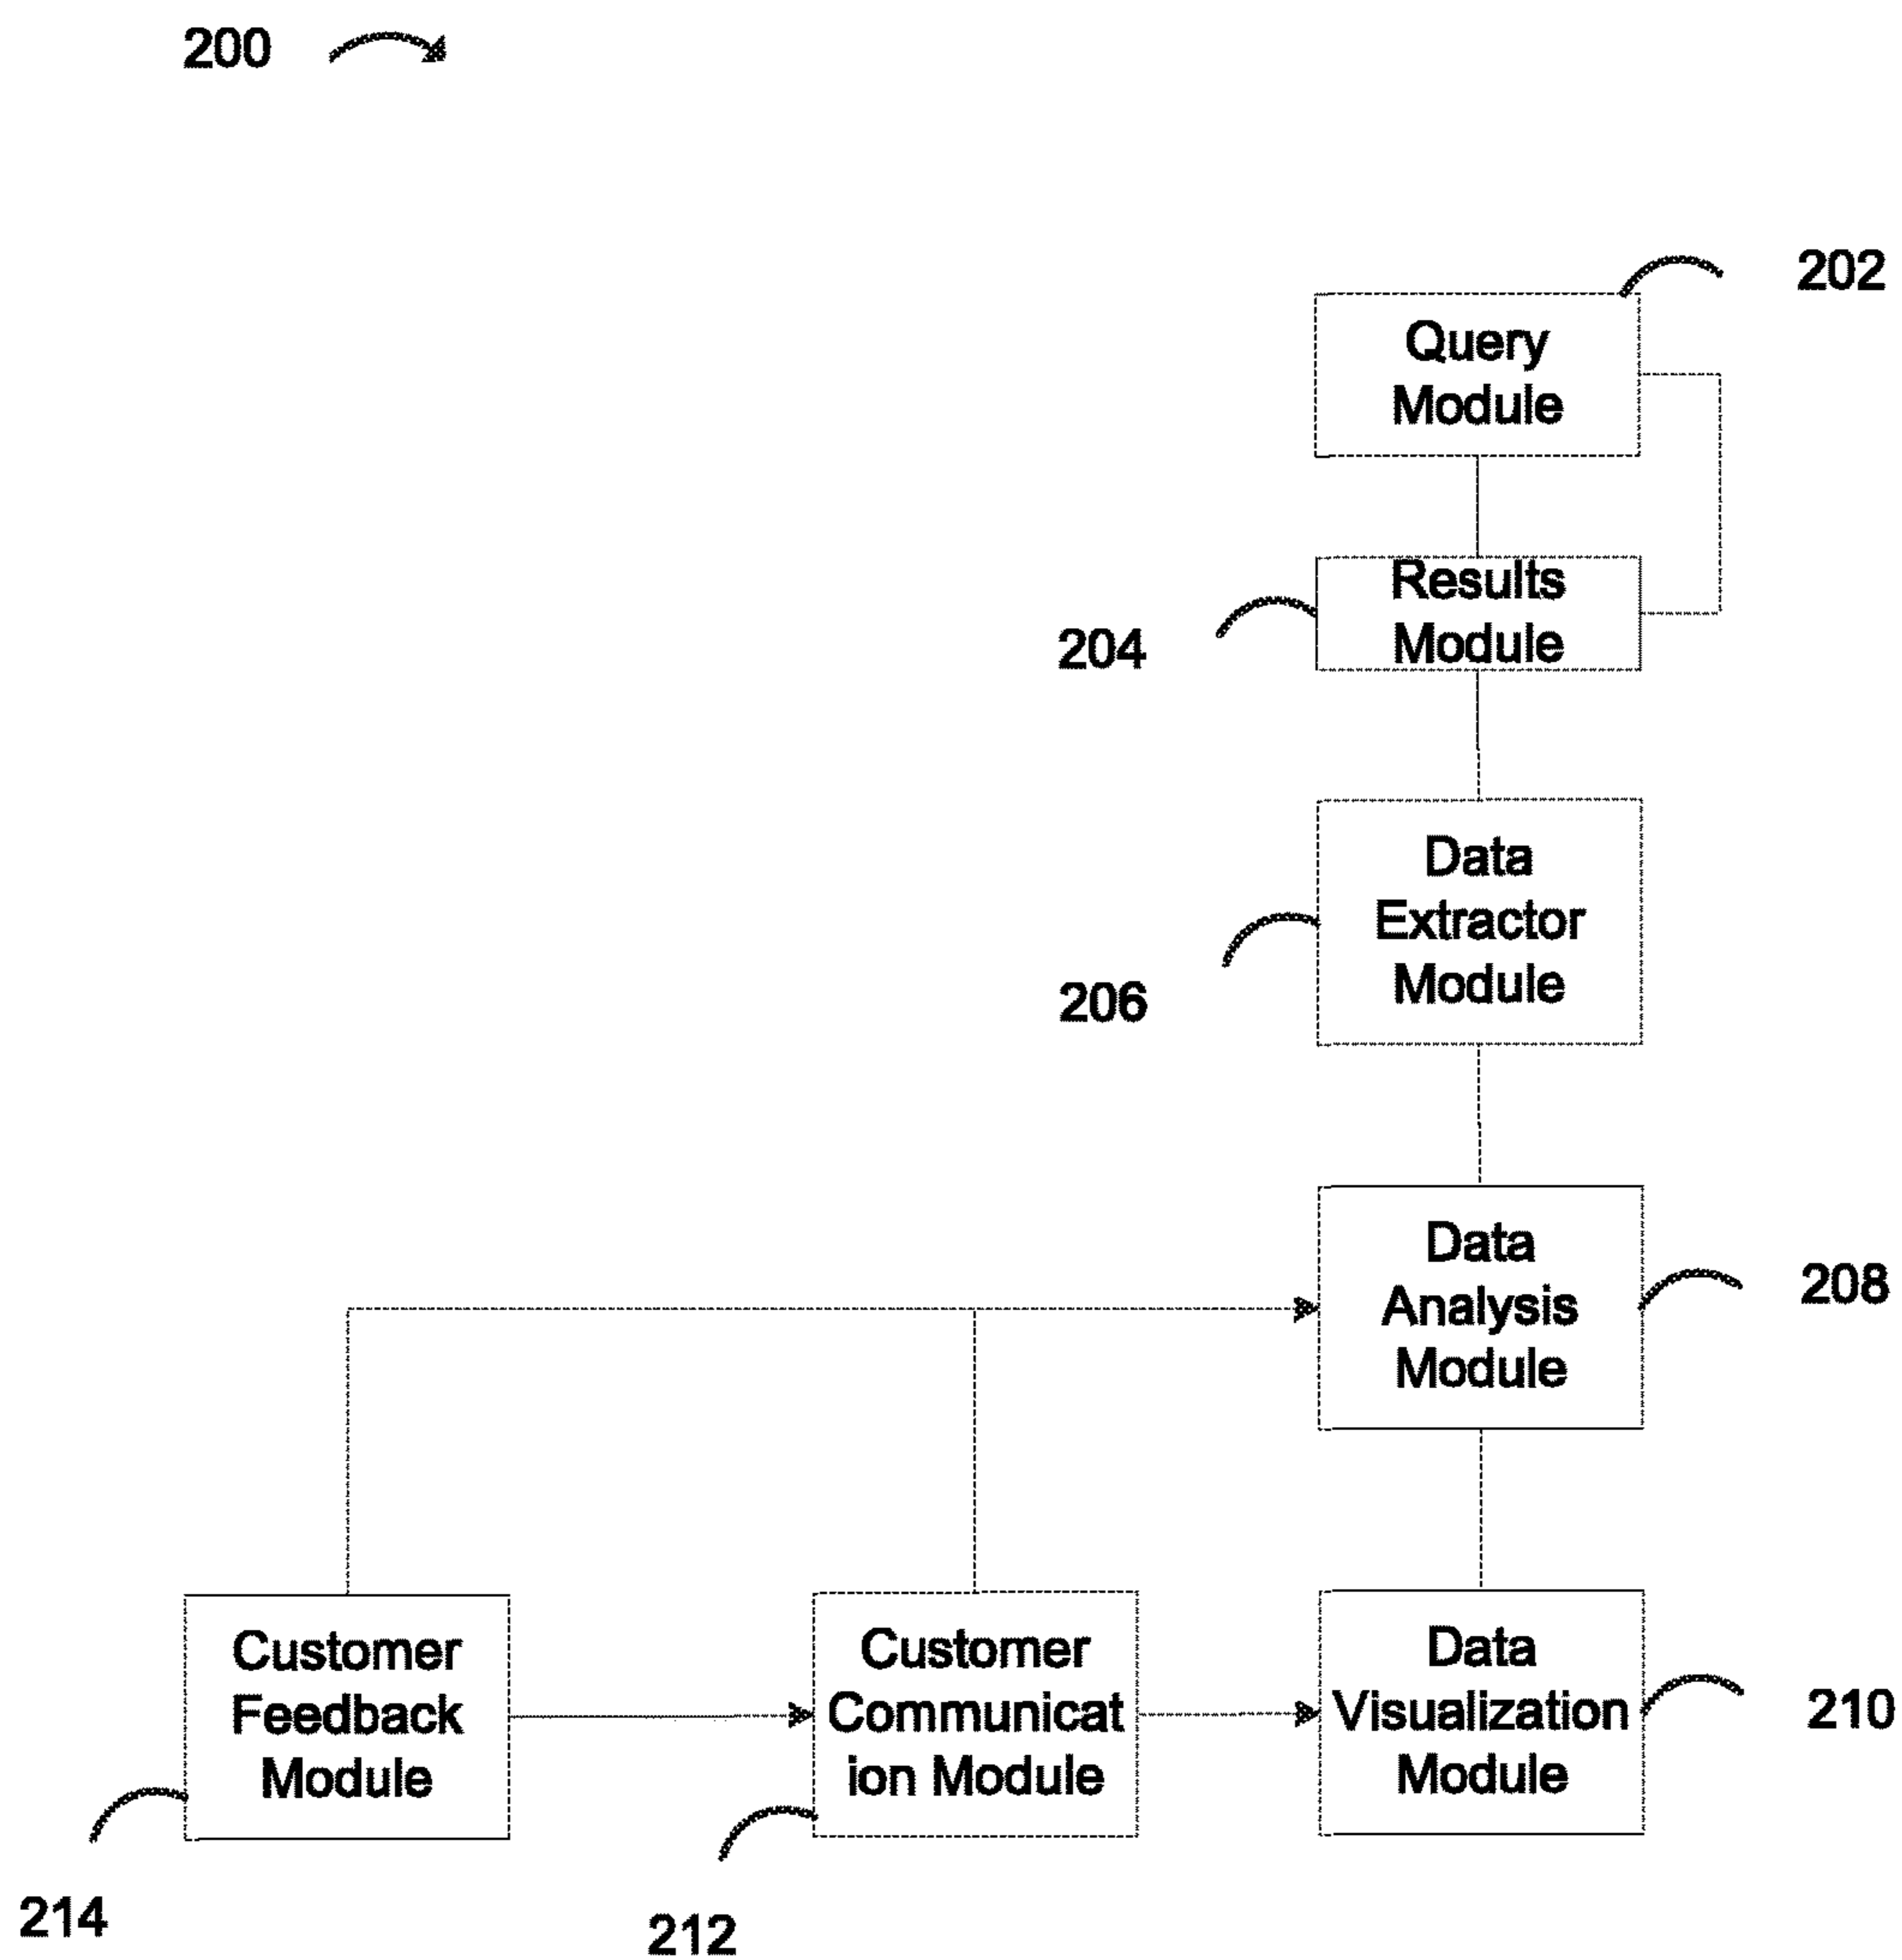 200
202
Query
Module
Results
Module
204
Data
Extractor
Module
206
Data
Analysis
Module
208
Customer
Feedback
Module
Customer
Communicat
ion Module
Data
Visualization
Module
210
214
212